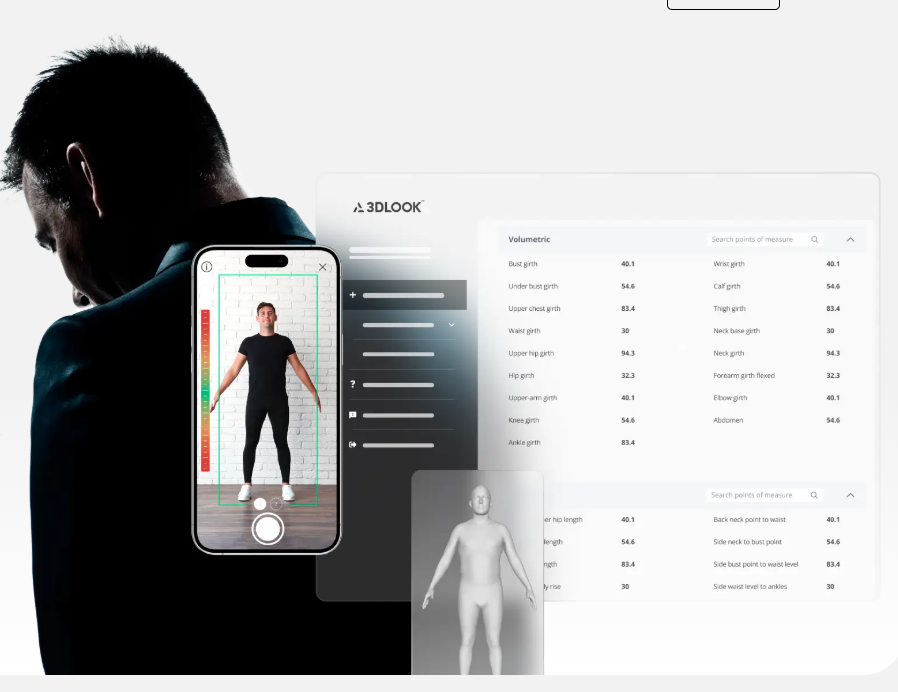 3DLOOK™
Volumetric
Search points of measure
Bust girth 40.1 Wrist girth 40.1
Under bust girth 54.6 Calf girth 54.6
Upper chest girth 83.4 Thigh girth 83.4
Waist girth 30 Neck base girth 30
Upper hip girth 94.3 Neck girth 94.3
Hip girth 32.3 Forearm girth flexed 32.3
Upper-arm girth 40.1 Elbow girth 40.1
Knee girth 54.6 Abdomen 54.6
Ankle girth 83.4
Search points of measure
er hip length 40.1 Back neck point to waist 40.1
length 54.6 Side neck to bust point 54.6
ngth 83.4 Side bust point to waist level 83.4
ly rise 30 Side waist level to ankles 30